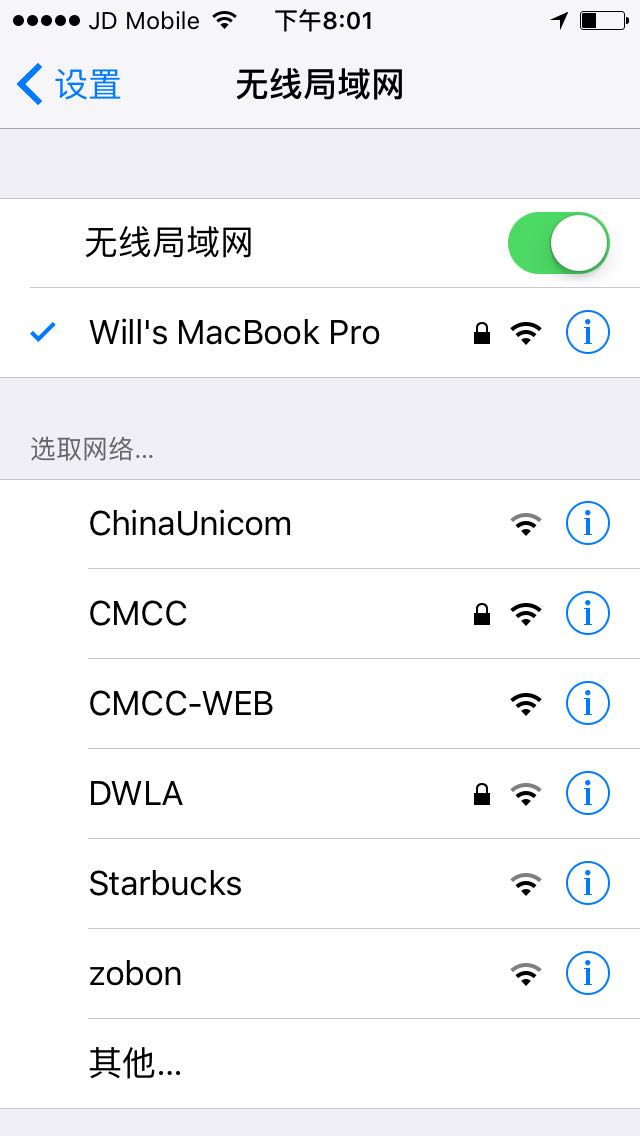 JD Mobile 下午8:01
设置 无线局域网
无线局域网
Will's MacBook Pro
选取网络...
ChinaUnicom
CMCC
CMCC-WEB
DWLA
Starbucks
zobon
其他...